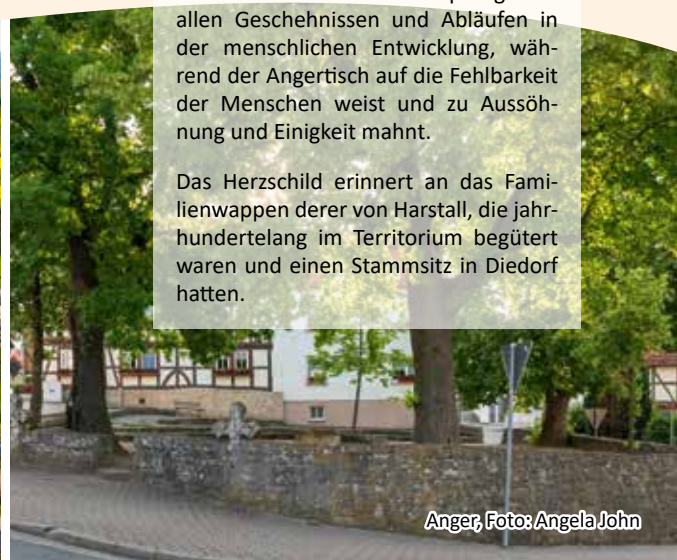 allen Geschehnissen und Abläufen in
der menschlichen Entwicklung, wäh-
rend der Angertisch auf die Fehlbarkeit
der Menschen weist und zu Aussöh-
nung und Einigkeit mahnt.
Das Herzschild erinnert an das Fami-
lienwappen derer von Harstall, die jahr-
hundertelang im Territorium begütert
waren und einen Stammsitz in Diedorf
hatten.
Anger, Foto: Angela John